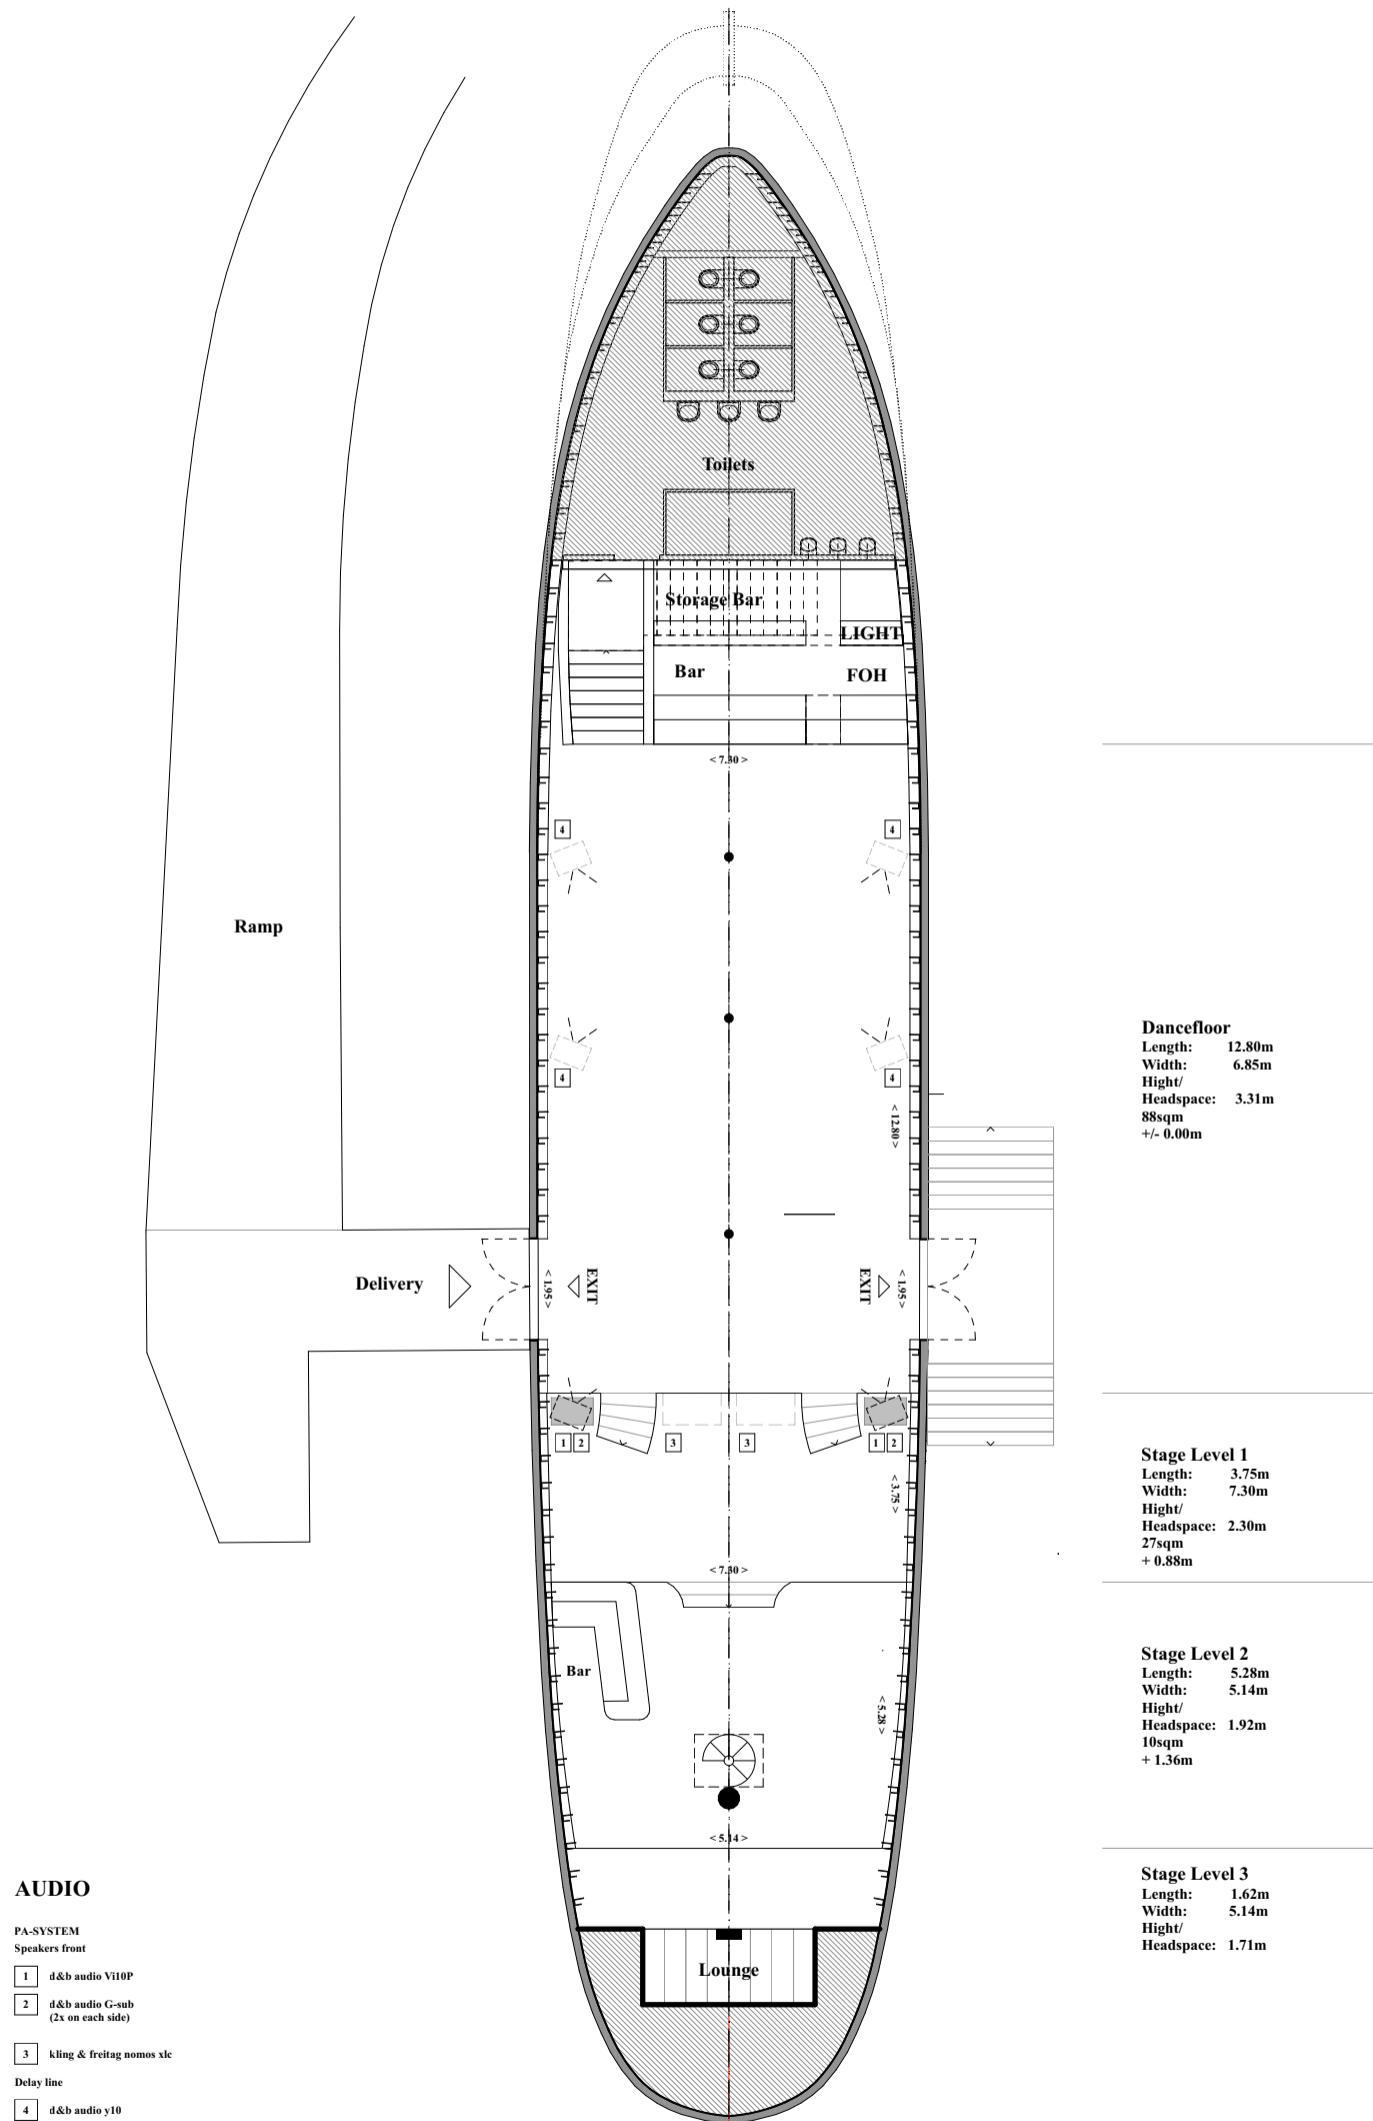 Toilets
Storage Bar
LIGHT
Bar
FOH
< 7.30 >
4
4
Ramp
4
4
< 12.80 >
Dancefloor
Length: 12.80m
Width: 6.85m
Hight/
Headspace: 3.31m
88sqm
+/- 0.00m
Delivery
< 1.95 >
EXIT
EXIT
< 1.95 >
1 2
3
3
1 2
< 3.75 >
Stage Level 1
Length: 3.75m
Width: 7.30m
Hight/
Headspace: 2.30m
27sqm
+ 0.88m
< 7.30 >
Bar
< 5.28 >
Stage Level 2
Length: 5.28m
Width: 5.14m
Hight/
Headspace: 1.92m
10sqm
+ 1.36m
< 5.14 >
Stage Level 3
Length: 1.62m
Width: 5.14m
Hight/
Headspace: 1.71m
Lounge
AUDIO
PA-SYSTEM
Speakers front
1 d&b audio Vi10P
2 d&b audio G-sub
(2x on each side)
3 kling & freitag nomos xlc
Delay line
4 d&b audio y10